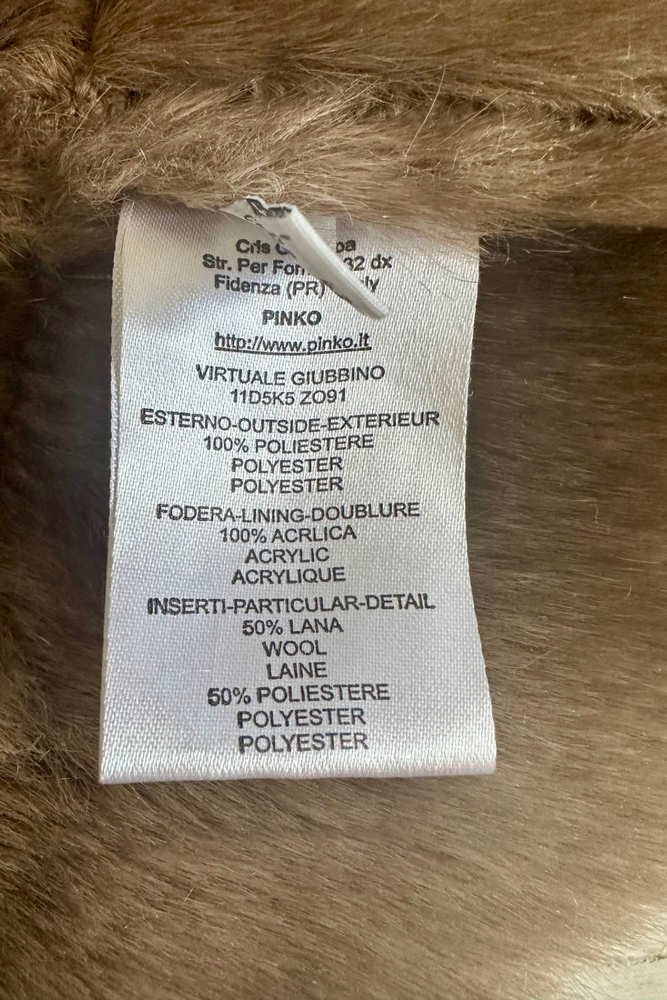 Cris
Str. Per 32 dx
Fidenza (PR)
PINKO
http://www.pinko.it
VIRTUALE GIUBBINO
11D5K5 ZO91
ESTERNO-OUTSIDE-EXTERIEUR
100% POLIESTERE
POLYESTER
POLYESTER
FODERA-LINING-DOUBLURE
100% ACRLICA
ACRYLIC
ACRYLIQUE
INSERTI-PARTICULAR-DETAIL
50% LANA
WOOL
LAINE
50% POLIESTERE
POLYESTER
POLYESTER